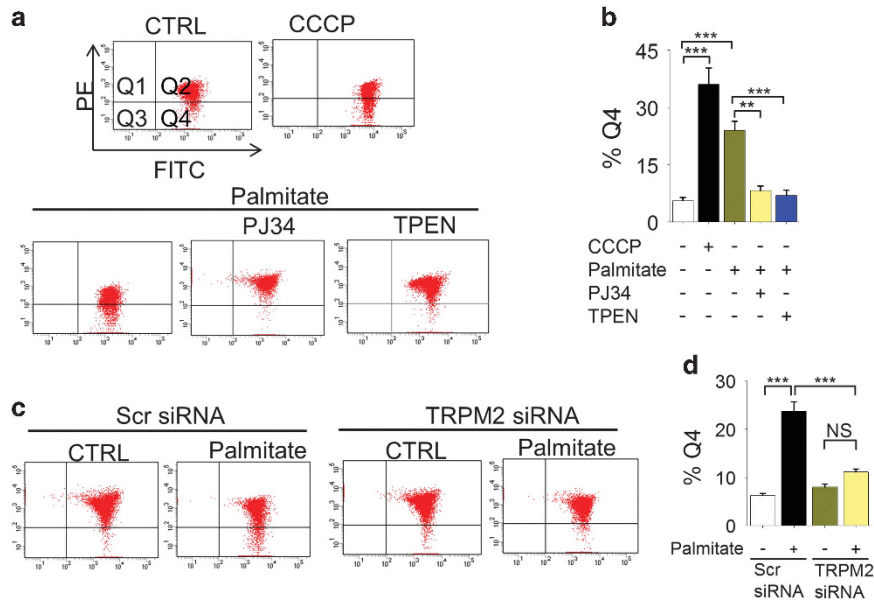 a
CTRL
CCCP
PE
Q1 Q2
Q3 Q4
FITC
Palmitate
PJ34
TPEN
b
% Q4
45
30
15
0
***
***
***
**
CCCP - + - - -
Palmitate - - + + +
PJ34 - - - + -
TPEN - - - - +
c
Scr siRNA
TRPM2 siRNA
CTRL
Palmitate
CTRL
Palmitate
d
% Q4
30
20
10
0
***
***
NS
Palmitate - + - +
Scr siRNA
TRPM2 siRNA